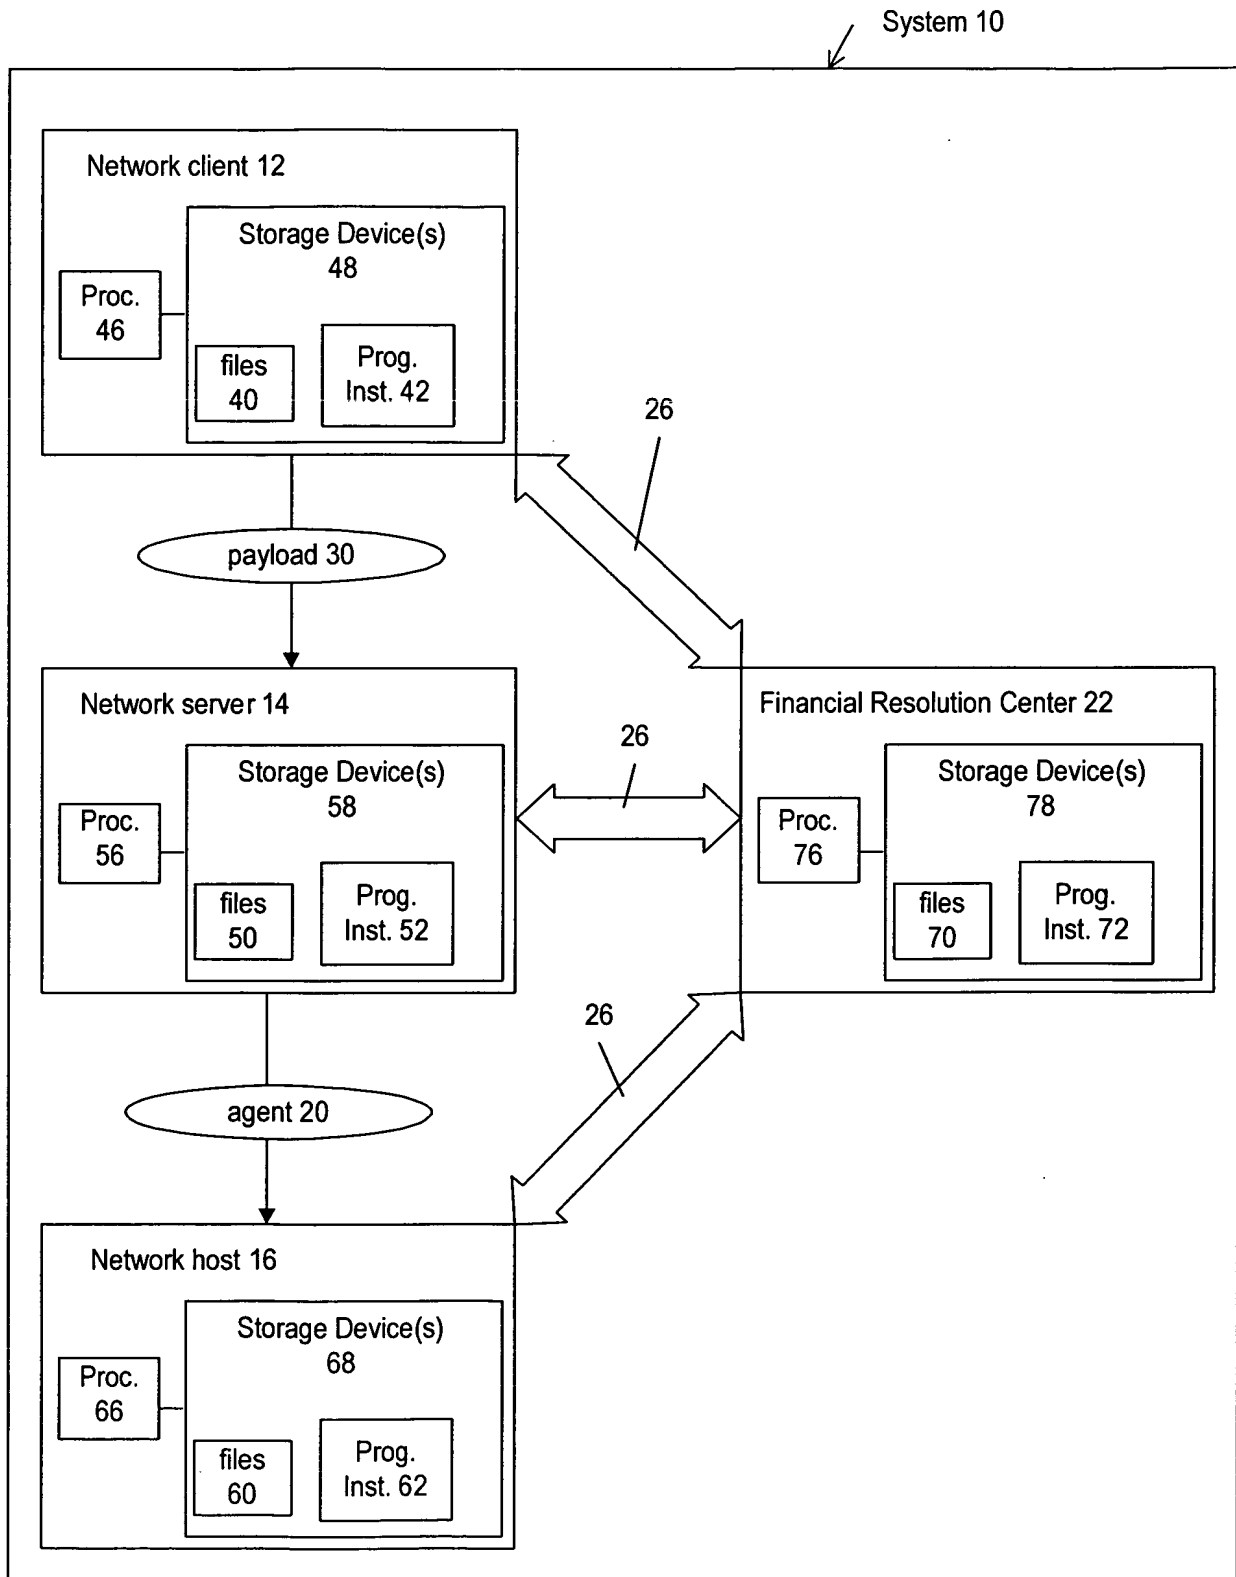 System 10
Network client 12
Storage Device(s)
48
Proc.
46
files
40
Prog.
Inst. 42
26
payload 30
Network server 14
Storage Device(s)
58
Proc.
56
files
50
Prog.
Inst. 52
26
Financial Resolution Center 22
Storage Device(s)
78
Proc.
76
files
70
Prog.
Inst. 72
26
agent 20
Network host 16
Storage Device(s)
68
Proc.
66
files
60
Prog.
Inst. 62